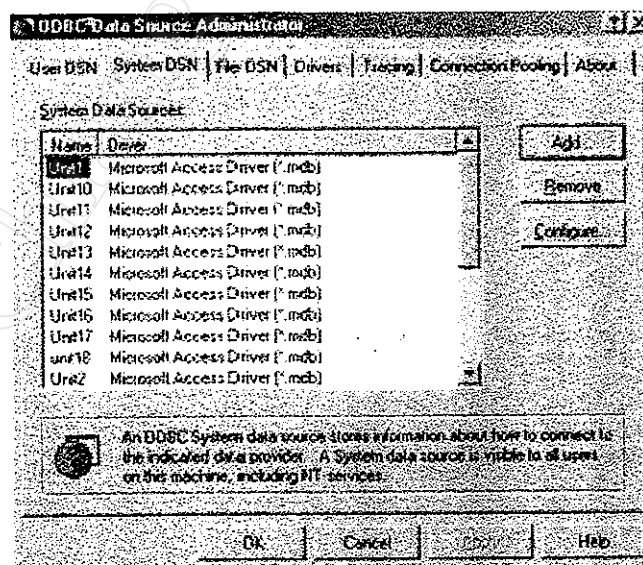 ODBC Data Source Administrator
User DSN System DSN File DSN Drivers Tracing Connection Pooling About
System Data Sources:
Name Driver
Unit1 Microsoft Access Driver (*.mdb)
Unit10 Microsoft Access Driver (*.mdb)
Unit11 Microsoft Access Driver (*.mdb)
Unit12 Microsoft Access Driver (*.mdb)
Unit13 Microsoft Access Driver (*.mdb)
Unit14 Microsoft Access Driver (*.mdb)
Unit15 Microsoft Access Driver (*.mdb)
Unit16 Microsoft Access Driver (*.mdb)
Unit17 Microsoft Access Driver (*.mdb)
unit18 Microsoft Access Driver (*.mdb)
Unit2 Microsoft Access Driver (*.mdb)
Add...
Remove
Configure...
An ODBC System data source stores information about how to connect to
the indicated data provider. A System data source is visible to all users
on this machine, including NT services.
OK Cancel Help